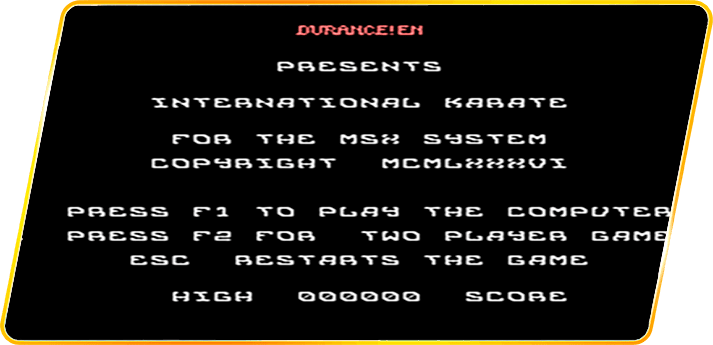 DURANCE!EN
PRESENTS
INTERNATIONAL KARATE
FOR THE MSX SYSTEM
COPYRIGHT MCMLXXXVI
PRESS F1 TO PLAY THE COMPUTER
PRESS F2 FOR TWO PLAYER GAME
ESC RESTARTS THE GAME
HIGH 000000 SCORE